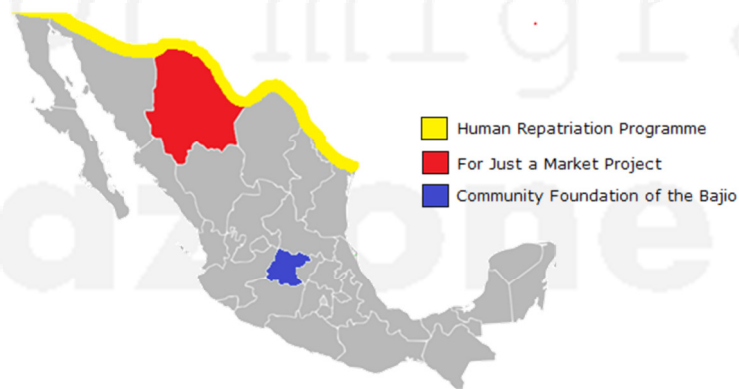 Human Repatriation Programme
For Just a Market Project
Community Foundation of the Bajio